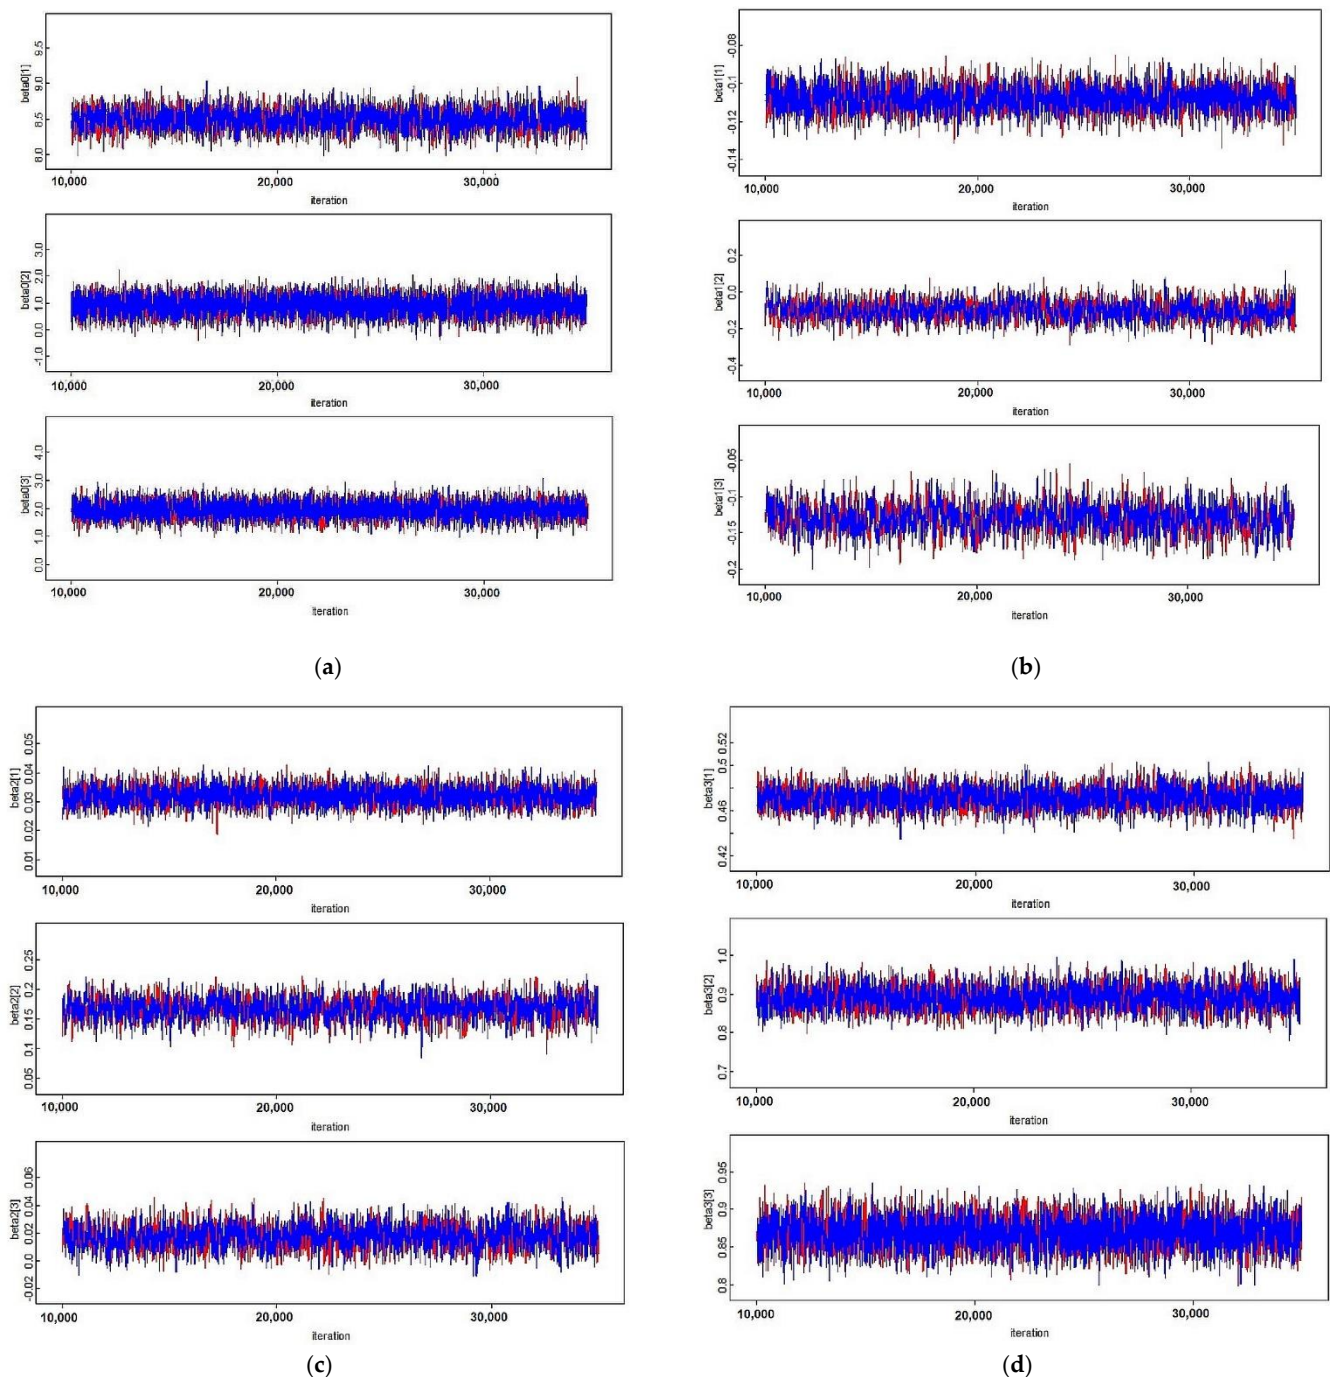 beta0[1]
9.5
9.0
8.5
8.0
10,000 20,000 30,000
iteration
beta0[2]
3.0
2.0
1.0
0.0
-1.0
10,000 20,000 30,000
iteration
beta0[3]
4.0
3.0
2.0
1.0
0.0
10,000 20,000 30,000
iteration
(a)
beta1[1]
-0.08
-0.1
-0.12
-0.14
10,000 20,000 30,000
iteration
beta1[2]
0.2
0.0
-0.2
-0.4
10,000 20,000 30,000
iteration
beta1[3]
-0.05
-0.1
-0.15
-0.2
10,000 20,000 30,000
iteration
(b)
beta2[1]
0.05
0.04
0.03
0.02
0.01
10,000 20,000 30,000
iteration
beta2[2]
0.25
0.2
0.15
0.1
0.05
10,000 20,000 30,000
iteration
beta2[3]
0.06
0.04
0.02
0.0
-0.02
10,000 20,000 30,000
iteration
(c)
beta3[1]
0.52
0.5
0.46
0.42
10,000 20,000 30,000
iteration
beta3[2]
1.0
0.9
0.8
0.7
10,000 20,000 30,000
iteration
beta3[3]
0.95
0.9
0.85
0.8
10,000 20,000 30,000
iteration
(d)